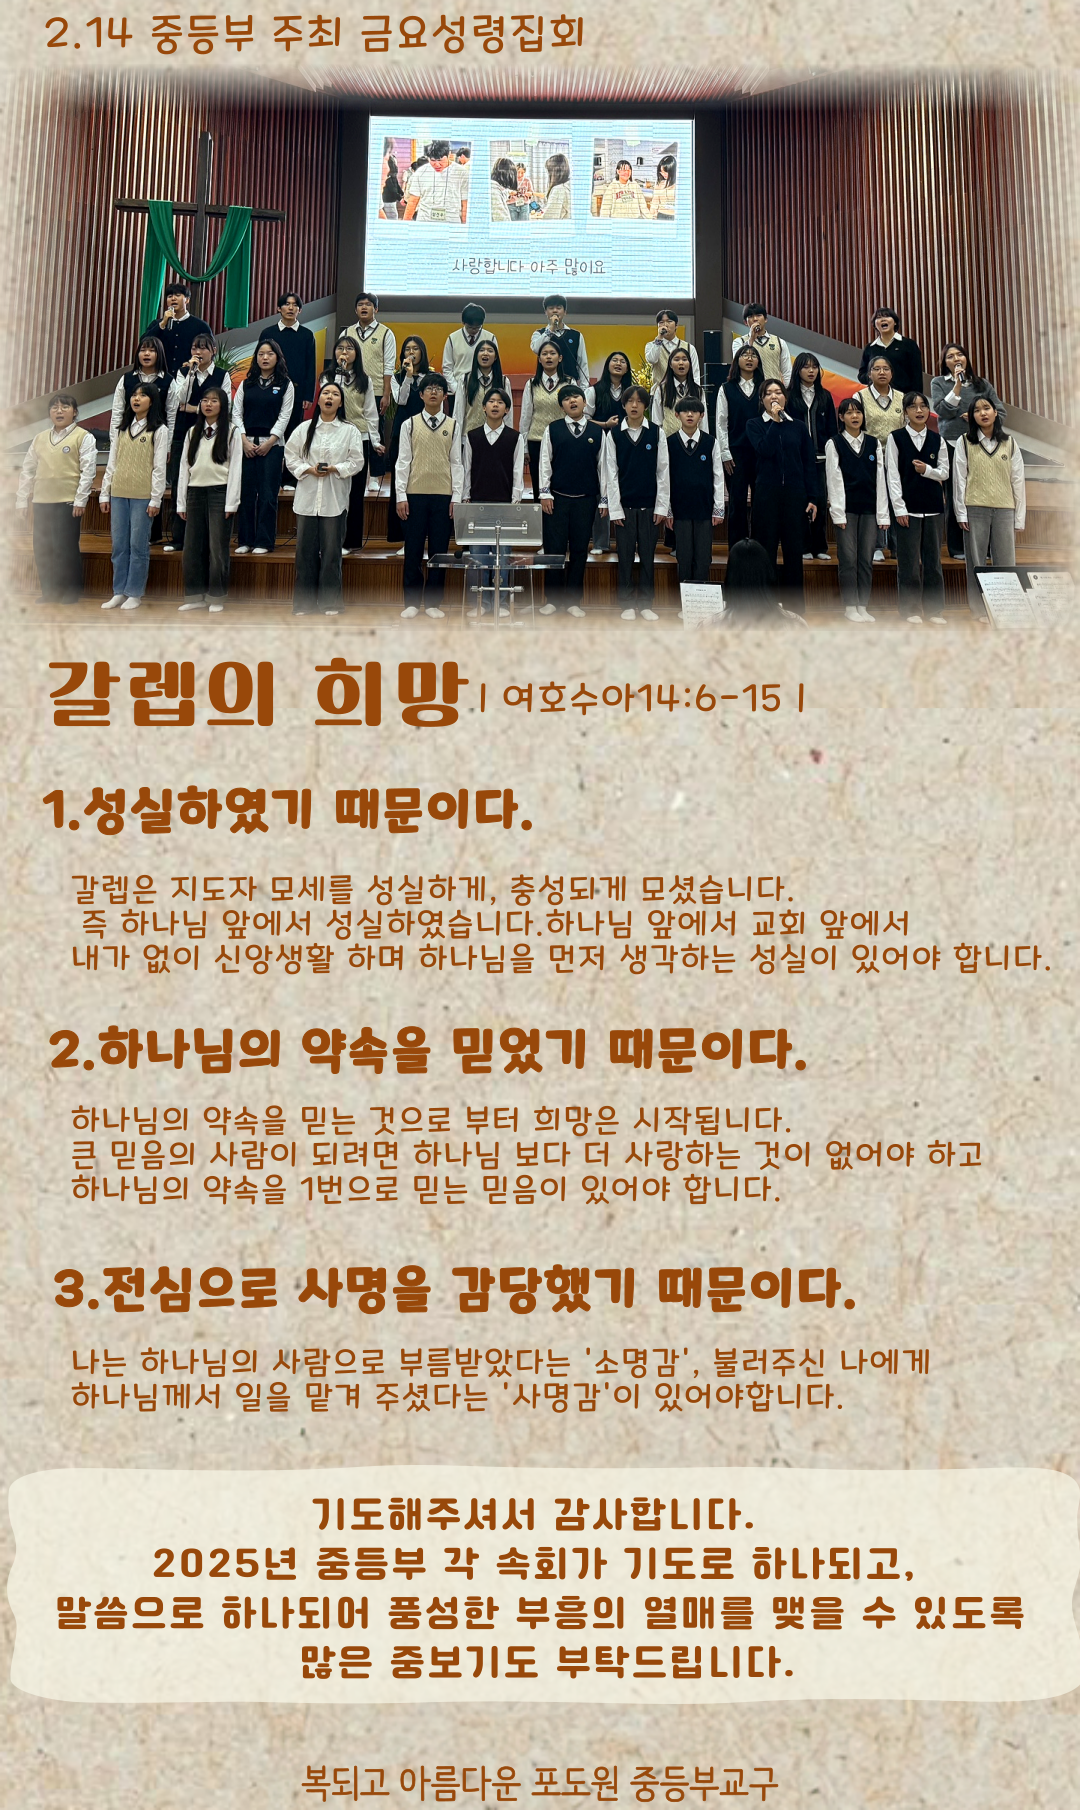 2.14 중등부 주최 금요성령집회
사랑합니다 아주 많이요
갈렙의 희망 | 여호수아14:6-15 |
1.성실하였기 때문이다.
갈렙은 지도자 모세를 성실하게, 충성되게 모셨습니다.
즉 하나님 앞에서 성실하였습니다.하나님 앞에서 교회 앞에서
내가 없이 신앙생활 하며 하나님을 먼저 생각하는 성실이 있어야 합니다.
2.하나님의 약속을 믿었기 때문이다.
하나님의 약속을 믿는 것으로 부터 희망은 시작됩니다.
큰 믿음의 사람이 되려면 하나님 보다 더 사랑하는 것이 없어야 하고
하나님의 약속을 1번으로 믿는 믿음이 있어야 합니다.
3.전심으로 사명을 감당했기 때문이다.
나는 하나님의 사람으로 부름받았다는 '소명감', 불러주신 나에게
하나님께서 일을 맡겨 주셨다는 '사명감'이 있어야합니다.
기도해주셔서 감사합니다.
2025년 중등부 각 속회가 기도로 하나되고,
말씀으로 하나되어 풍성한 부흥의 열매를 맺을 수 있도록
많은 중보기도 부탁드립니다.
복되고 아름다운 포도원 중등부교구